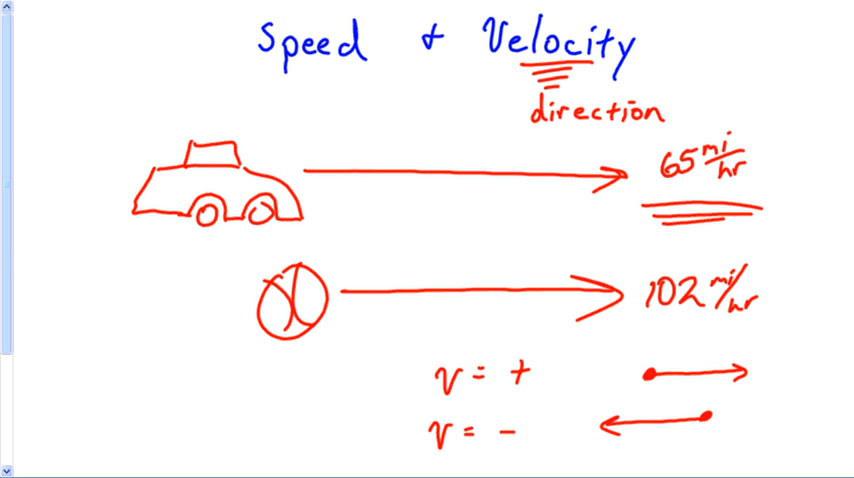 Speed & Velocity
direction
65 mi/hr
102 mi/hr
v = +
v = -